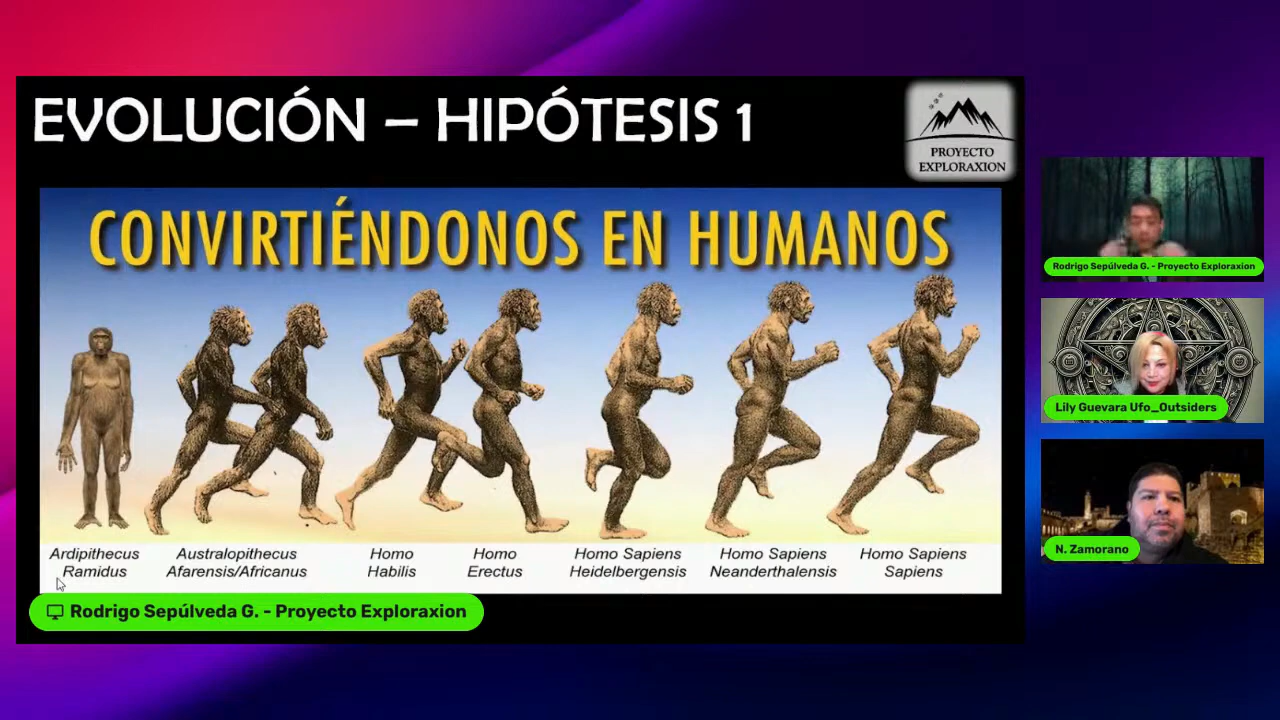 EVOLUCIÓN – HIPÓTESIS 1
PROYECTO
EXPLORAXION
CONVIRTIÉNDONOS EN HUMANOS
Ardipithecus
Ramidus
Australopithecus
Afarensis/Africanus
Homo
Habilis
Homo
Erectus
Homo Sapiens
Heidelbergensis
Homo Sapiens
Neanderthalensis
Homo Sapiens
Sapiens
Rodrigo Sepúlveda G. - Proyecto Exploraxion
Rodrigo Sepúlveda G. - Proyecto Exploraxion
Lily Guevara Ufo_Outsiders
N. Zamorano